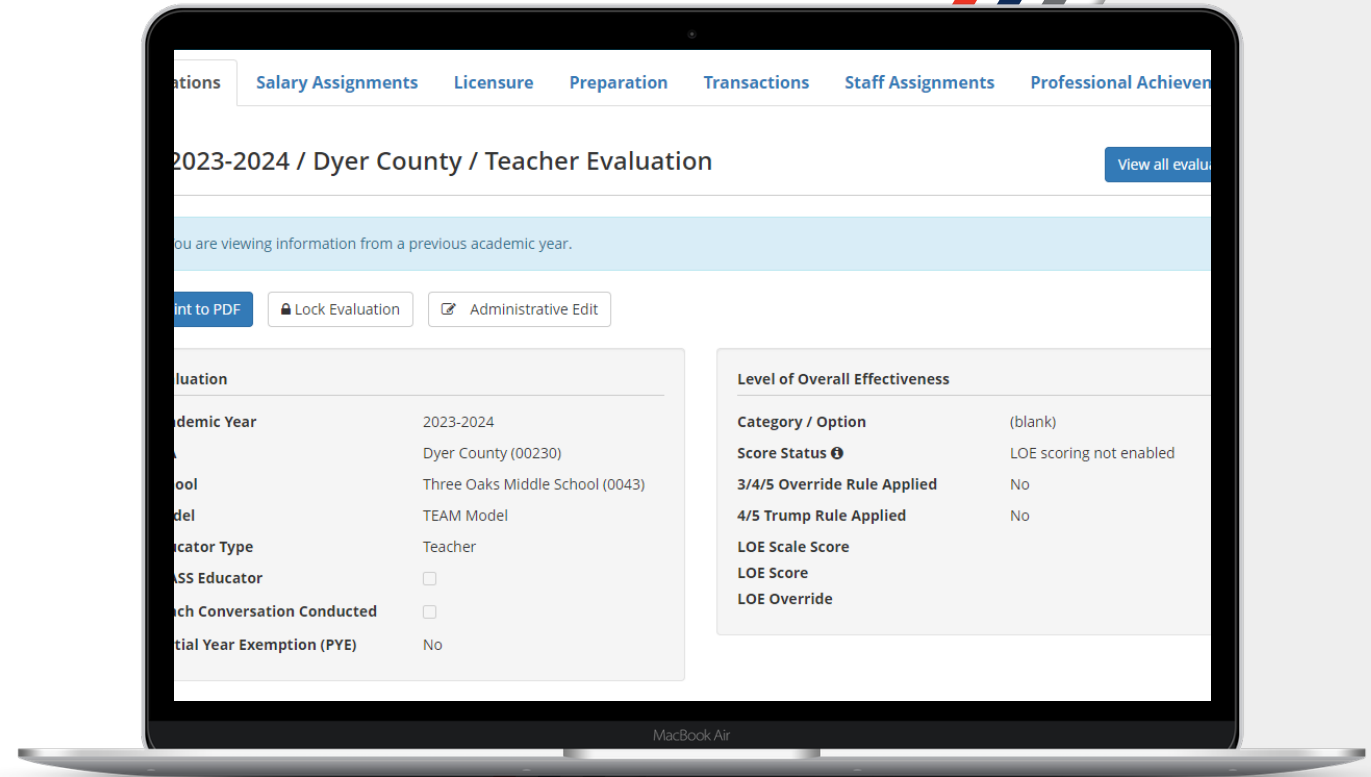 ations Salary Assignments Licensure Preparation Transactions Staff Assignments Professional Achieven
2023-2024 / Dyer County / Teacher Evaluation
View all evalua
ou are viewing information from a previous academic year.
int to PDF
Lock Evaluation
Administrative Edit
luation
ademic Year 2023-2024
Dyer County (00230)
ool Three Oaks Middle School (0043)
del TEAM Model
ucator Type Teacher
ASS Educator
ach Conversation Conducted
tial Year Exemption (PYE) No
Level of Overall Effectiveness
Category / Option (blank)
Score Status LOE scoring not enabled
3/4/5 Override Rule Applied No
4/5 Trump Rule Applied No
LOE Scale Score
LOE Score
LOE Override
MacBook Air